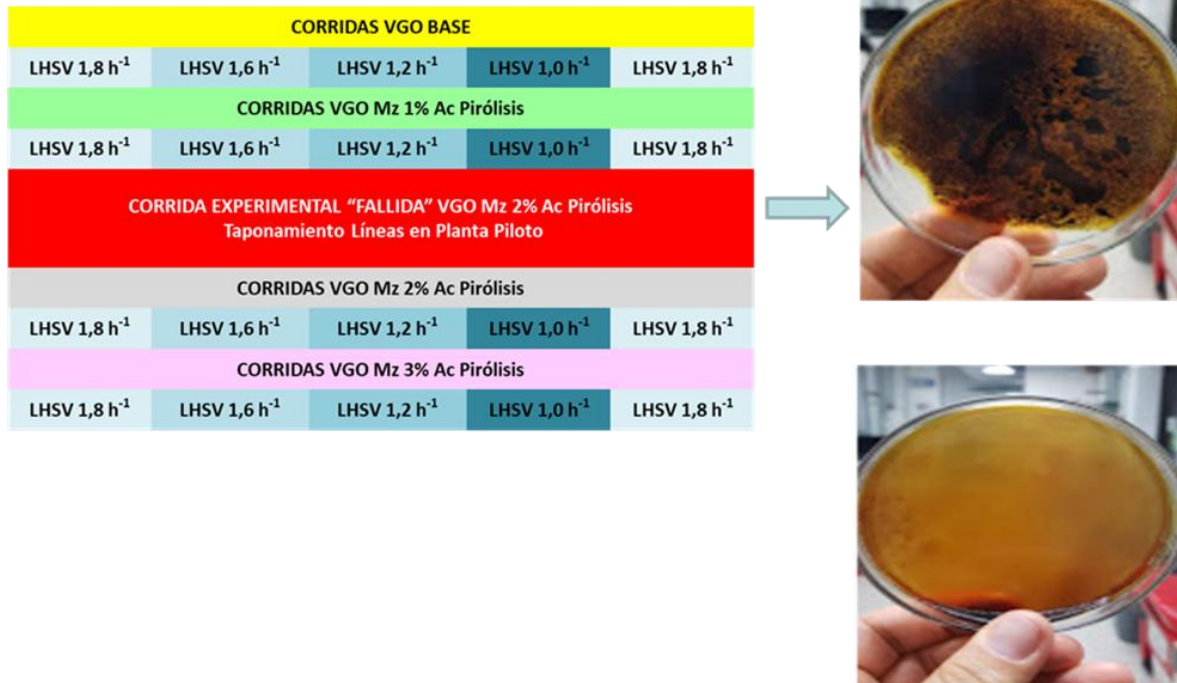 CORRIDAS VGO BASE
LHSV 1,8 h⁻¹ LHSV 1,6 h⁻¹ LHSV 1,2 h⁻¹ LHSV 1,0 h⁻¹ LHSV 1,8 h⁻¹
CORRIDAS VGO Mz 1% Ac Pirólisis
LHSV 1,8 h⁻¹ LHSV 1,6 h⁻¹ LHSV 1,2 h⁻¹ LHSV 1,0 h⁻¹ LHSV 1,8 h⁻¹
CORRIDA EXPERIMENTAL “FALLIDA” VGO Mz 2% Ac Pirólisis
Taponamiento Líneas en Planta Piloto
CORRIDAS VGO Mz 2% Ac Pirólisis
LHSV 1,8 h⁻¹ LHSV 1,6 h⁻¹ LHSV 1,2 h⁻¹ LHSV 1,0 h⁻¹ LHSV 1,8 h⁻¹
CORRIDAS VGO Mz 3% Ac Pirólisis
LHSV 1,8 h⁻¹ LHSV 1,6 h⁻¹ LHSV 1,2 h⁻¹ LHSV 1,0 h⁻¹ LHSV 1,8 h⁻¹